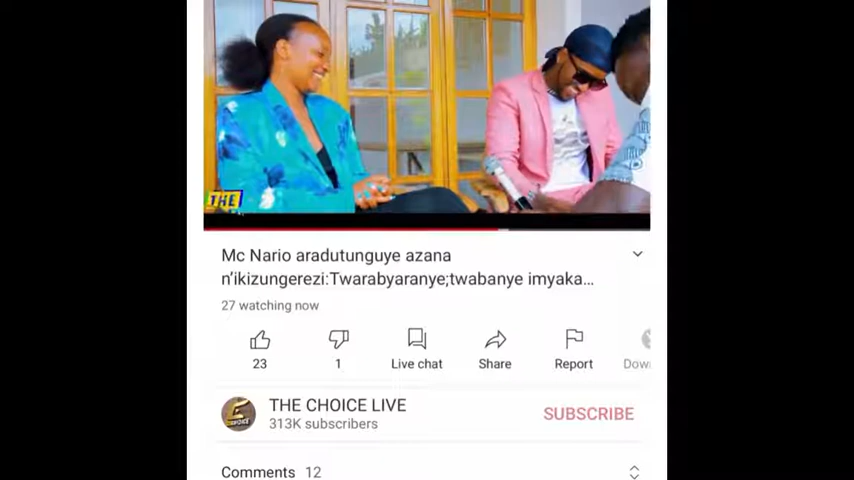 THE
Mc Nario aradutunguye azana
n'ikizungerezi:Twarabyaranye;twabanye imyaka...
27 watching now
23
1
Live chat
Share
Report
THE CHOICE LIVE
313K subscribers
SUBSCRIBE
Comments 12